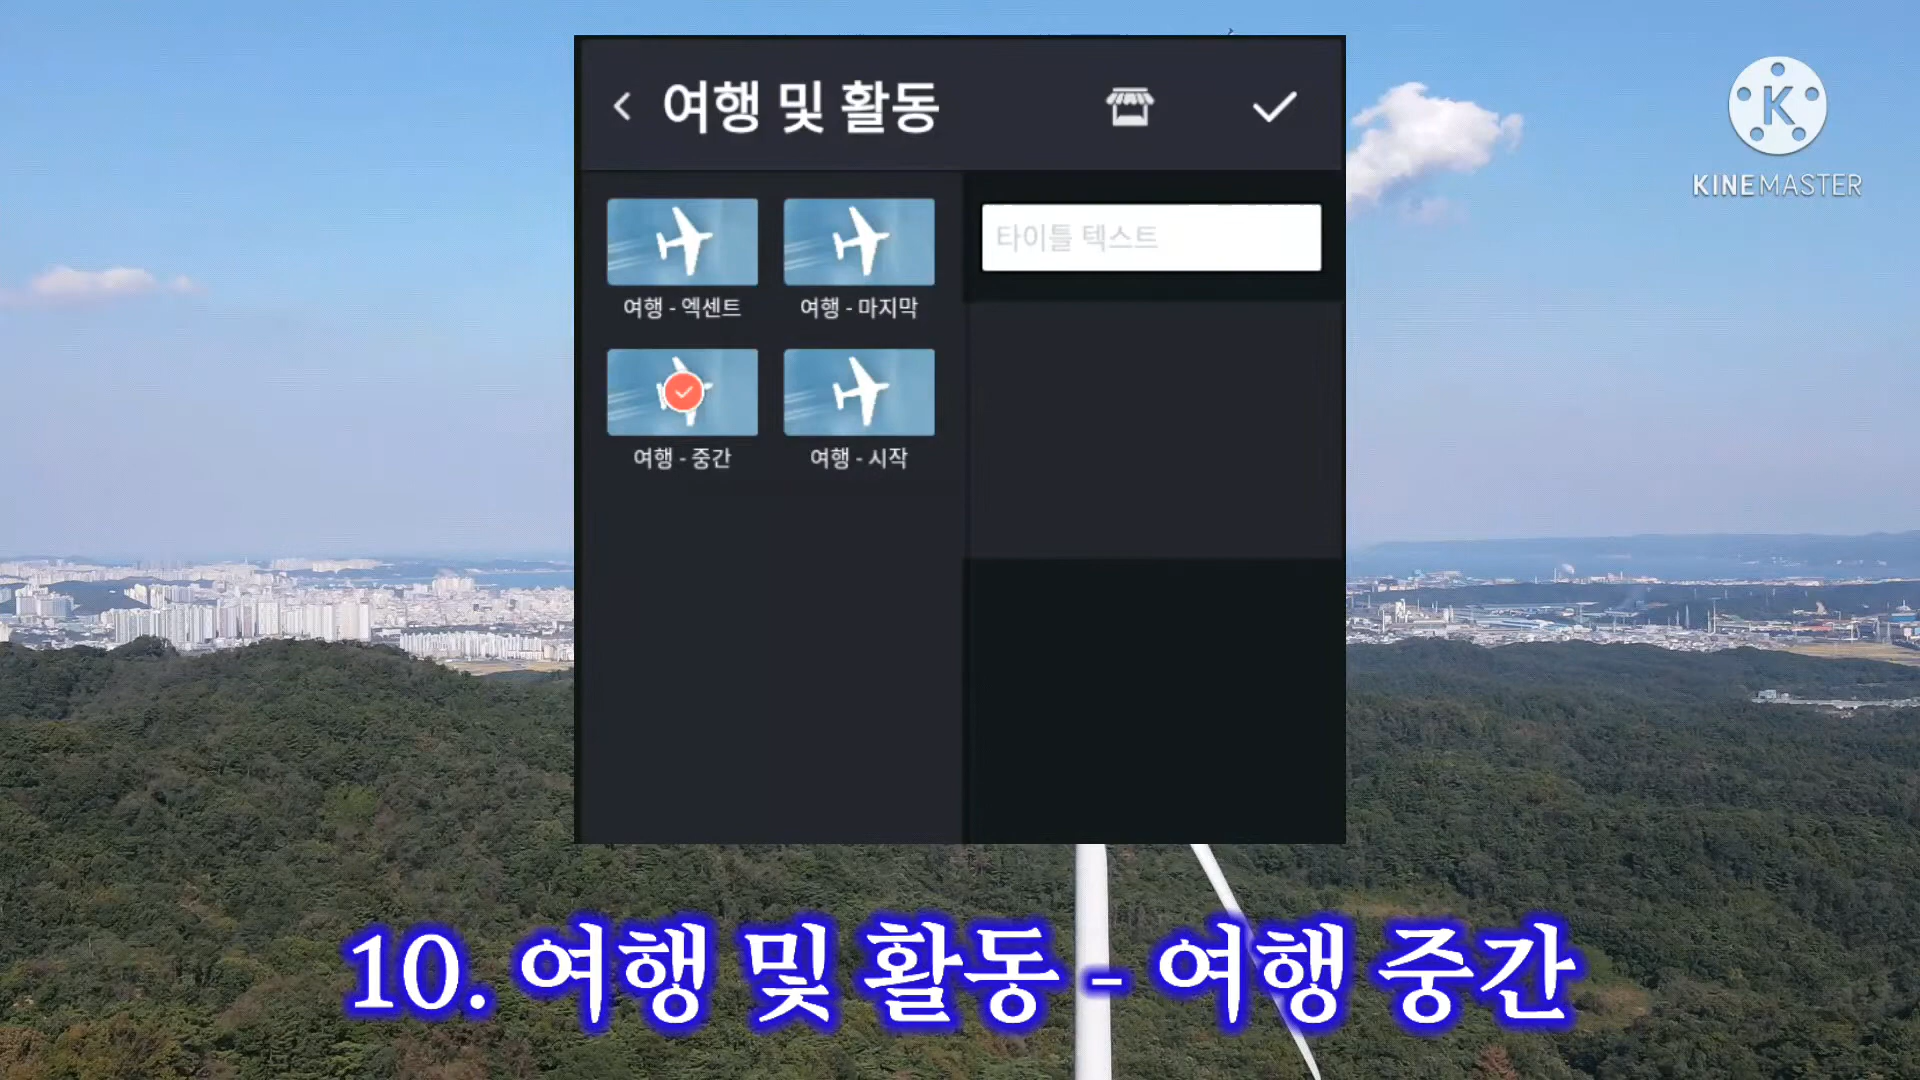 여행 및 활동
KINEMASTER
타이틀 텍스트
여행 - 엑센트
여행 - 마지막
여행 - 중간
여행 - 시작
10. 여행 및 활동 - 여행 중간